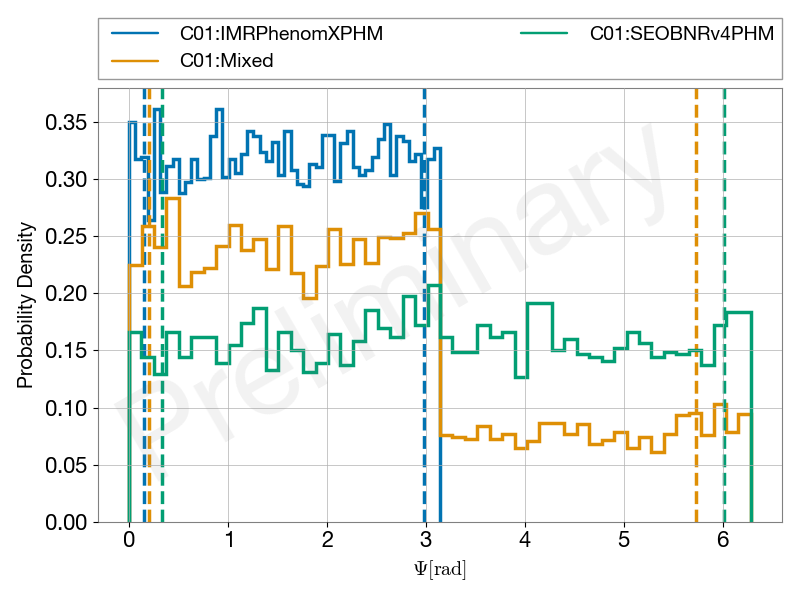 C01:IMRPhenomXPHM
C01:Mixed
C01:SEOBNRv4PHM
Preliminary
Probability Density
0.35
0.30
0.25
0.20
0.15
0.10
0.05
0.00
0 1 2 3 4 5 6
Ψ[rad]